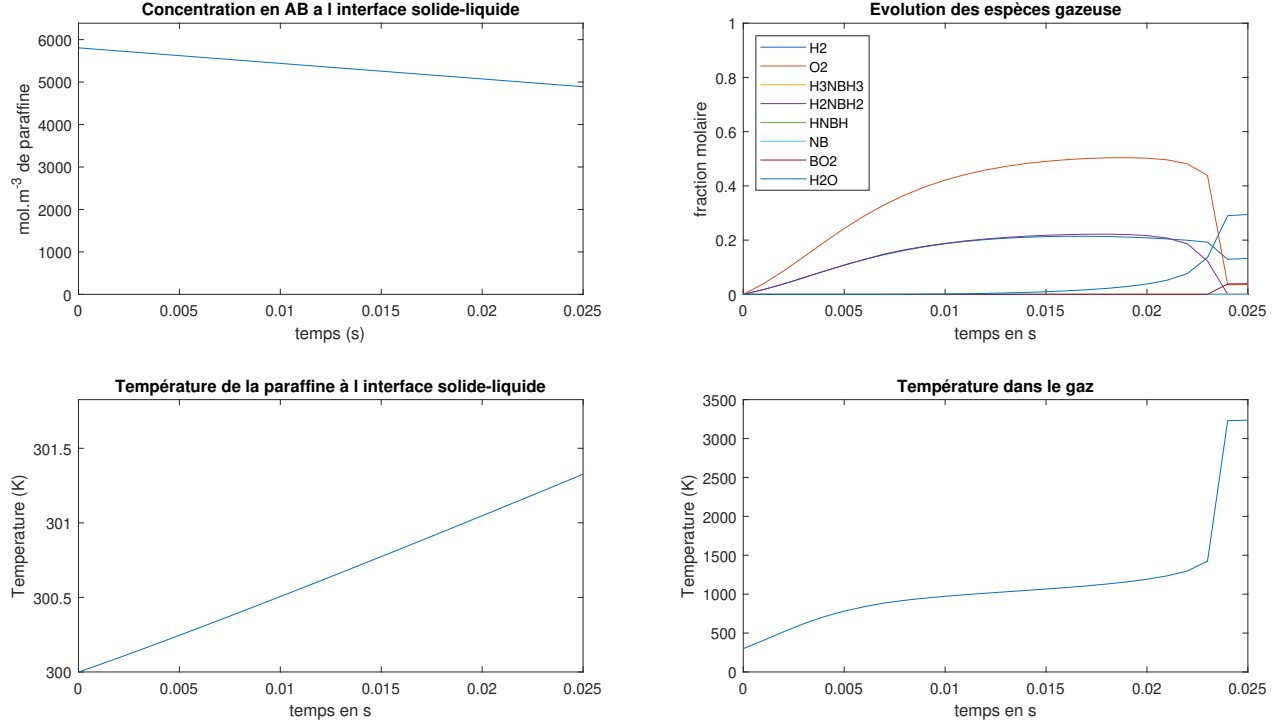 Concentration en AB a l interface solide-liquide
6000
5000
4000
3000
2000
1000
0
mol.m-3 de paraffine
0 0.005 0.01 0.015 0.02 0.025
temps (s)
Evolution des espèces gazeuse
1
0.8
0.6
0.4
0.2
0
fraction molaire
H2
O2
H3NBH3
H2NBH2
HNBH
NB
BO2
H2O
0 0.005 0.01 0.015 0.02 0.025
temps en s
Température de la paraffine à l interface solide-liquide
301.5
301
300.5
300
Temperature (K)
0 0.005 0.01 0.015 0.02 0.025
temps en s
Température dans le gaz
3500
3000
2500
2000
1500
1000
500
0
Temperature (K)
0 0.005 0.01 0.015 0.02 0.025
temps en s